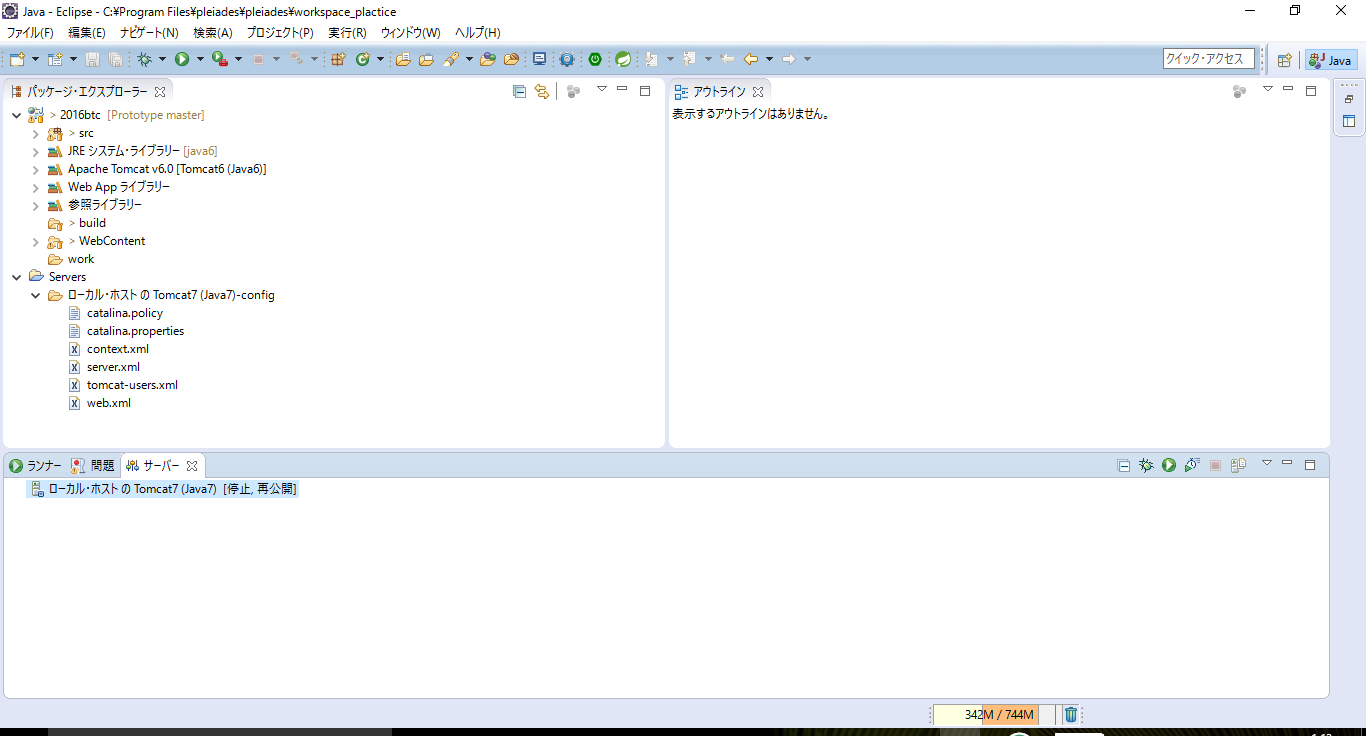 Java - Eclipse - C:¥Program Files¥pleiades¥pleiades¥workspace_plactice
ファイル(F) 編集(E) ナビゲート(N) 検索(A) プロジェクト(P) 実行(R) ウィンドウ(W) ヘルプ(H)
クイック・アクセス
Java
パッケージ・エクスプローラー
> 2016btc [Prototype master]
> src
JRE システム・ライブラリー [java6]
Apache Tomcat v6.0 [Tomcat6 (Java6)]
Web App ライブラリー
参照ライブラリー
> build
> WebContent
work
Servers
ローカル・ホスト の Tomcat7 (Java7)-config
catalina.policy
catalina.properties
context.xml
server.xml
tomcat-users.xml
web.xml
アウトライン
表示するアウトラインはありません。
ランナー 問題 サーバー
ローカル・ホスト の Tomcat7 (Java7) [停止, 再公開]
342M / 744M